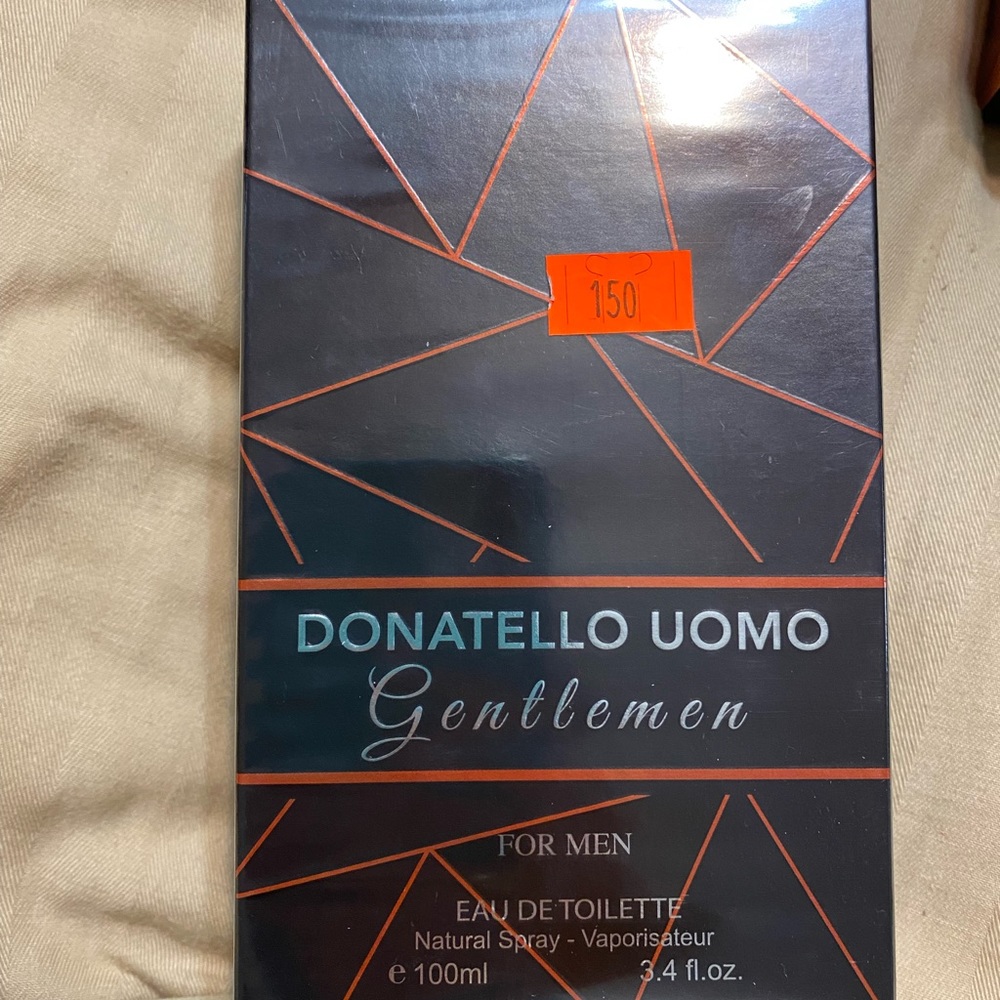 150
DONATELLO UOMO
Gentlemen
FOR MEN
EAU DE TOILETTE
Natural Spray - Vaporisateur
℮ 100ml 3.4 fl.oz.